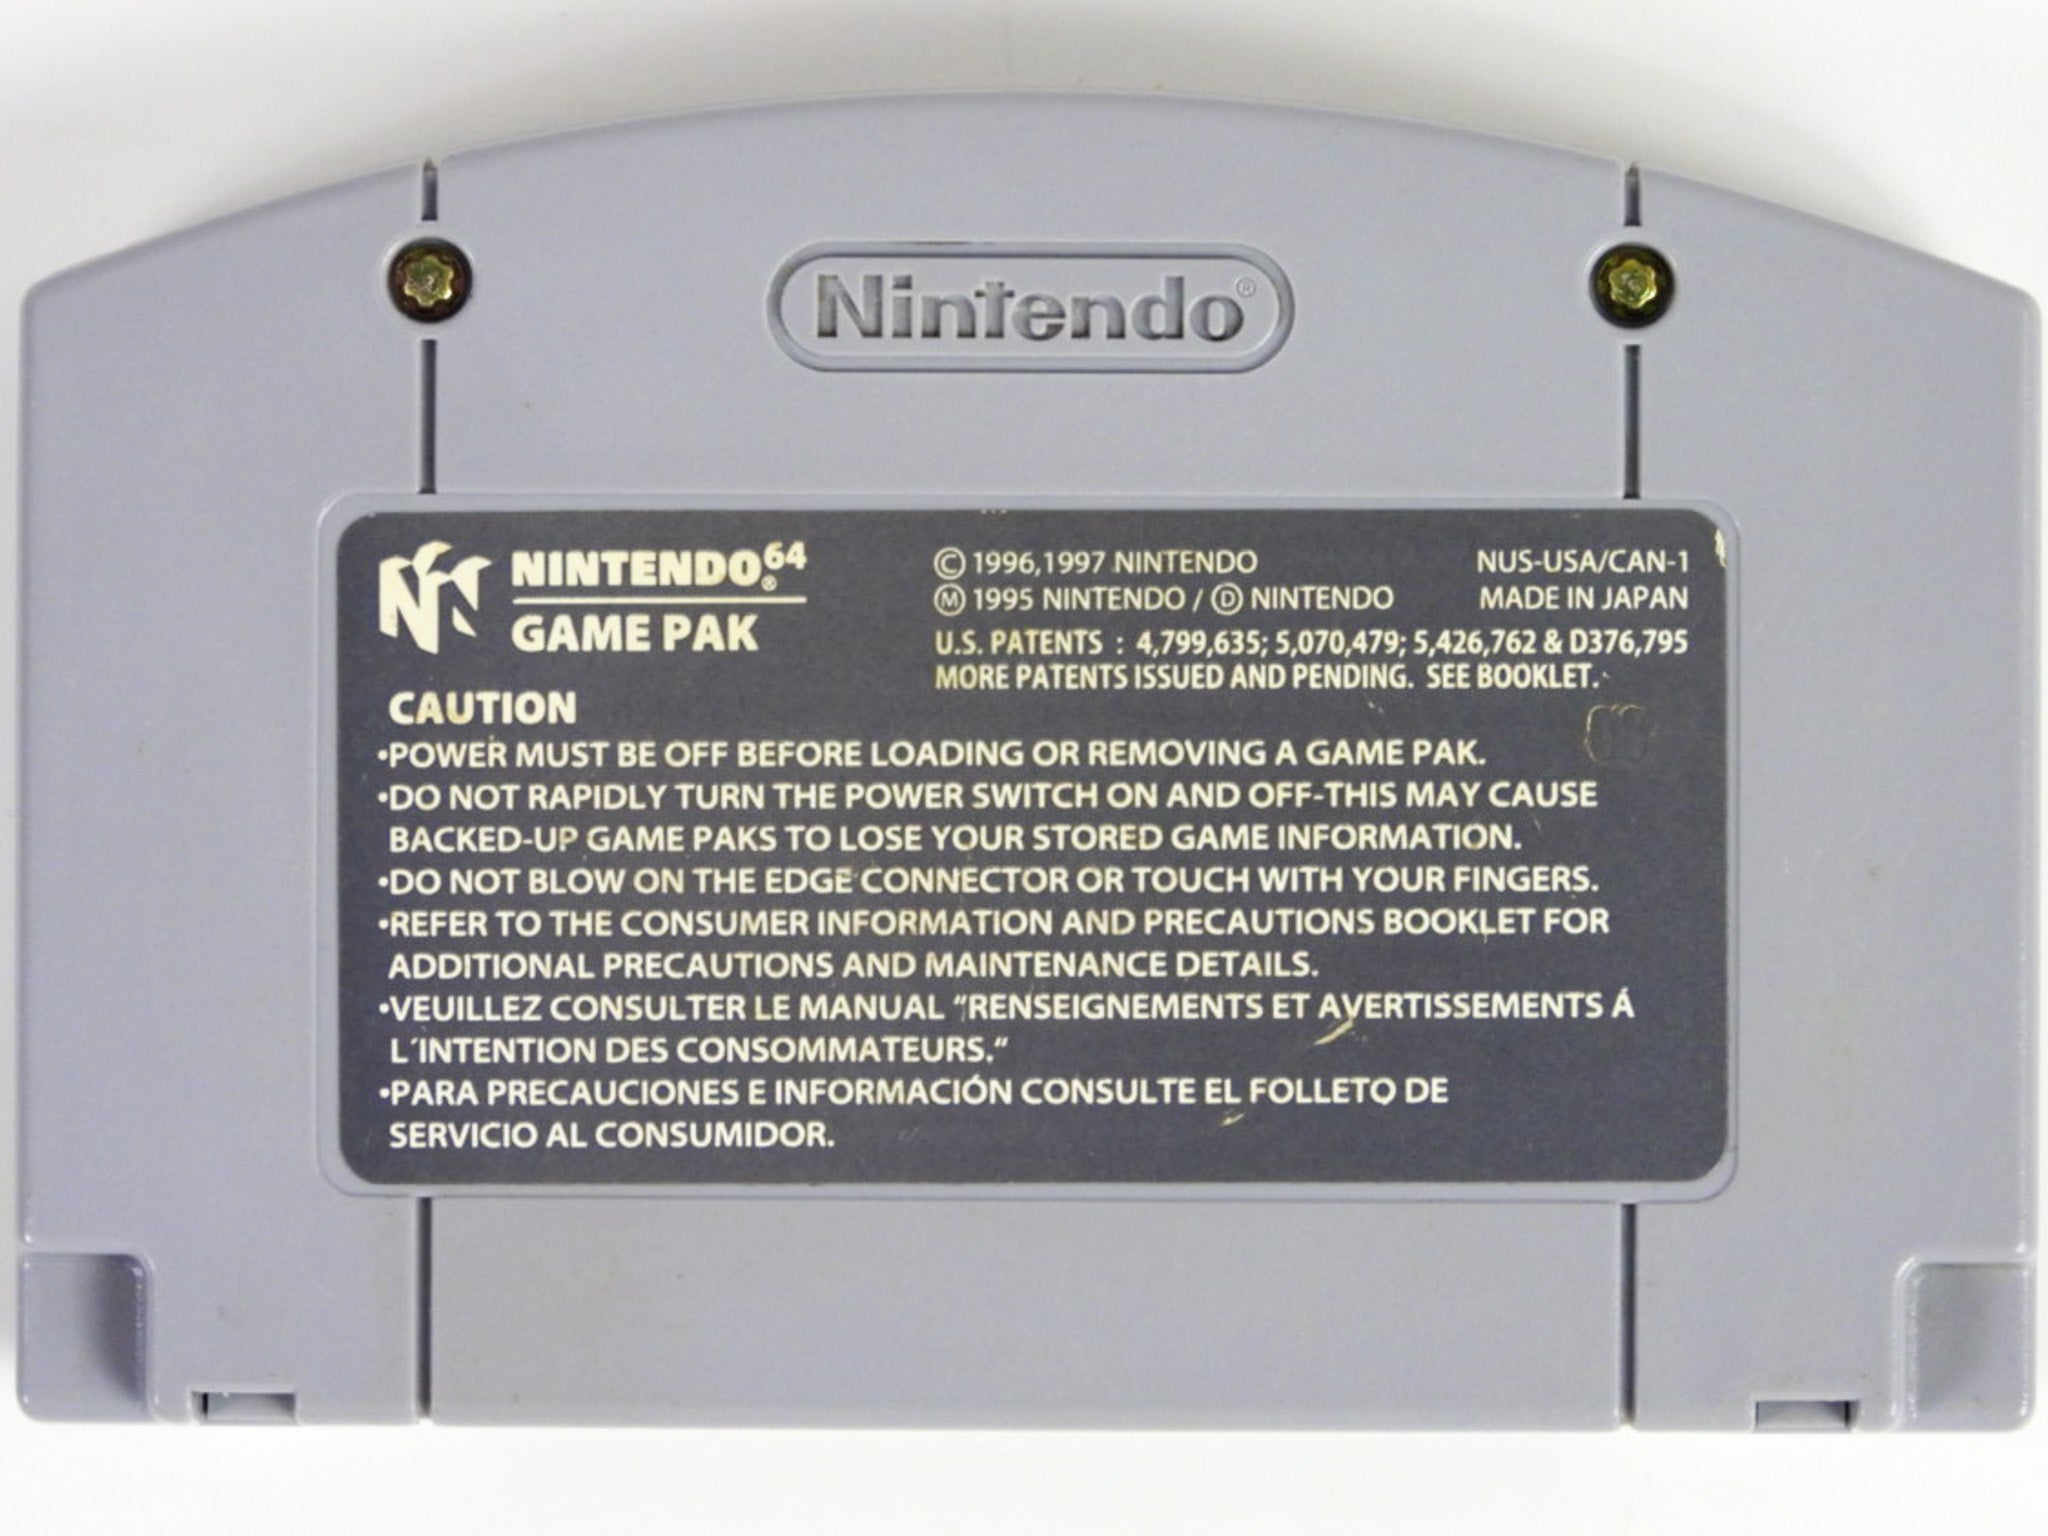 Nintendo®
NINTENDO64®
GAME PAK
© 1996,1997 NINTENDO
Ⓜ 1995 NINTENDO / Ⓓ NINTENDO
NUS-USA/CAN-1
MADE IN JAPAN
U.S. PATENTS : 4,799,635; 5,070,479; 5,426,762 & D376,795
MORE PATENTS ISSUED AND PENDING. SEE BOOKLET.
CAUTION
•POWER MUST BE OFF BEFORE LOADING OR REMOVING A GAME PAK.
•DO NOT RAPIDLY TURN THE POWER SWITCH ON AND OFF-THIS MAY CAUSE
BACKED-UP GAME PAKS TO LOSE YOUR STORED GAME INFORMATION.
•DO NOT BLOW ON THE EDGE CONNECTOR OR TOUCH WITH YOUR FINGERS.
•REFER TO THE CONSUMER INFORMATION AND PRECAUTIONS BOOKLET FOR
ADDITIONAL PRECAUTIONS AND MAINTENANCE DETAILS.
•VEUILLEZ CONSULTER LE MANUAL "RENSEIGNEMENTS ET AVERTISSEMENTS Á
L´INTENTION DES CONSOMMATEURS."
•PARA PRECAUCIONES E INFORMACIÓN CONSULTE EL FOLLETO DE
SERVICIO AL CONSUMIDOR.